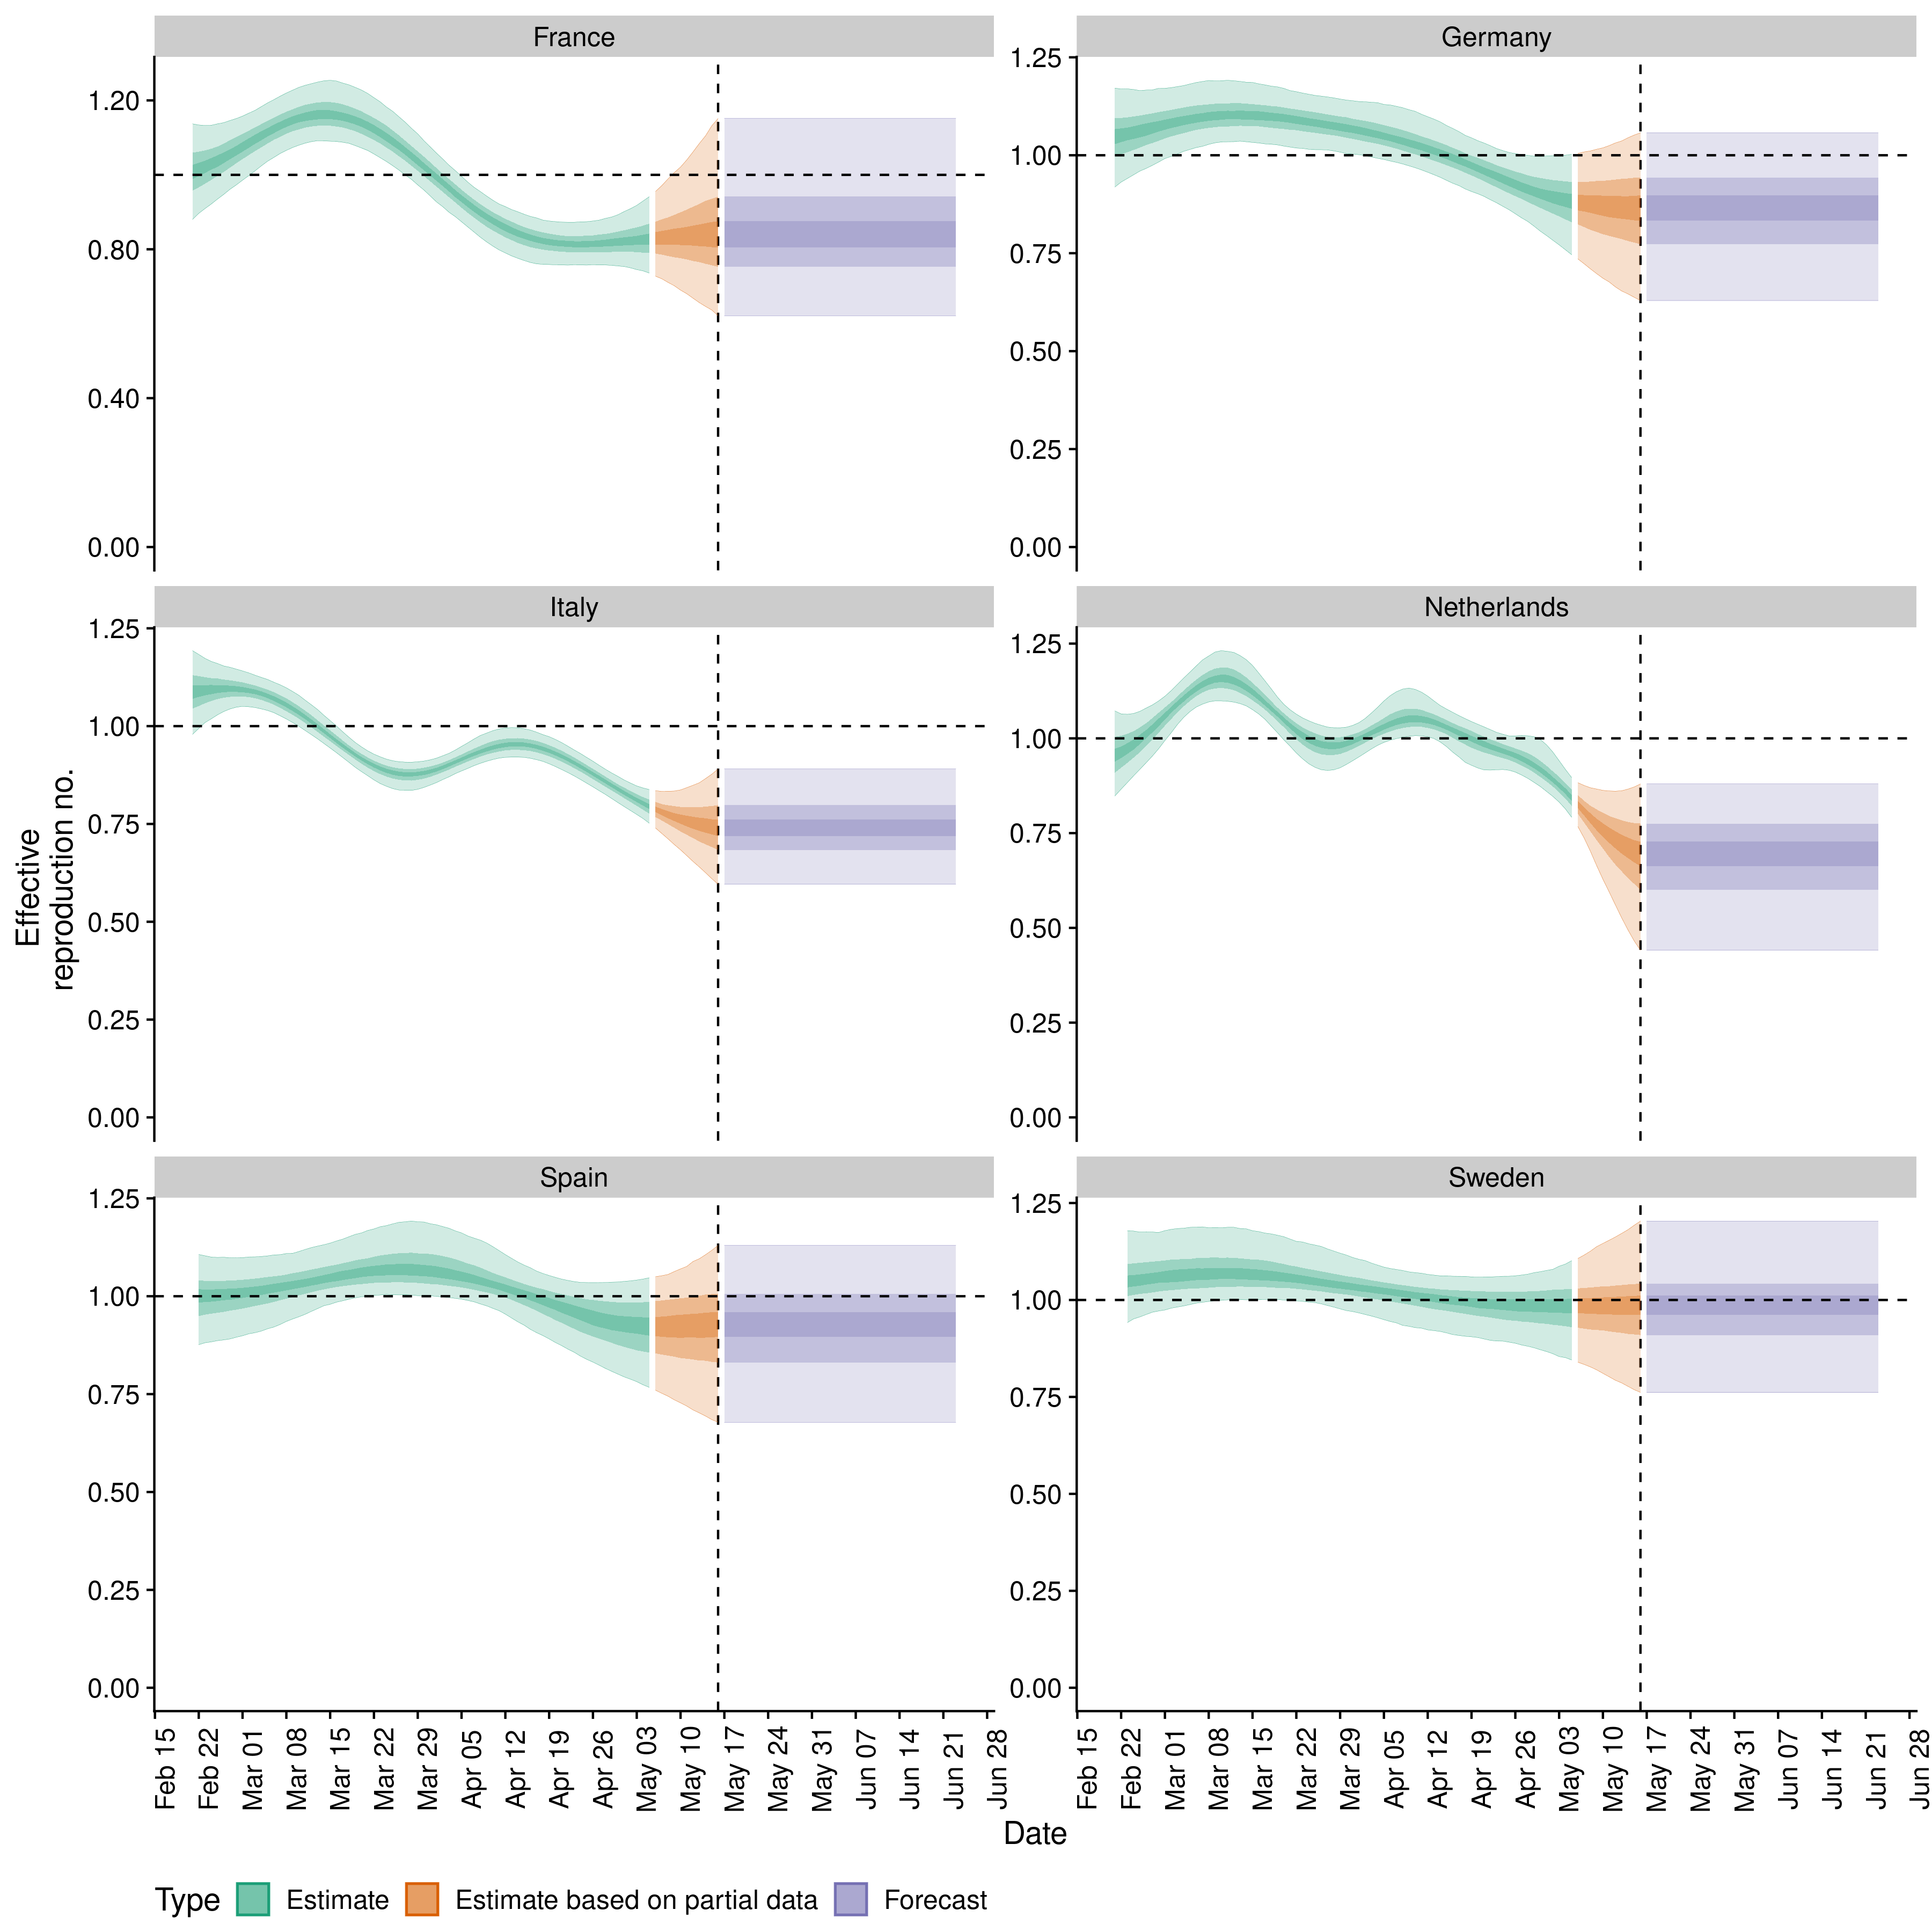 France
1.20
0.80
0.40
0.00
Germany
1.25
1.00
0.75
0.50
0.25
0.00
Italy
1.25
1.00
0.75
0.50
0.25
0.00
Netherlands
1.25
1.00
0.75
0.50
0.25
0.00
Effective
reproduction no.
Spain
1.25
1.00
0.75
0.50
0.25
0.00
Sweden
1.25
1.00
0.75
0.50
0.25
0.00
Feb 15
Feb 22
Mar 01
Mar 08
Mar 15
Mar 22
Mar 29
Apr 05
Apr 12
Apr 19
Apr 26
May 03
May 10
May 17
May 24
May 31
Jun 07
Jun 14
Jun 21
Jun 28
Feb 15
Feb 22
Mar 01
Mar 08
Mar 15
Mar 22
Mar 29
Apr 05
Apr 12
Apr 19
Apr 26
May 03
May 10
May 17
May 24
May 31
Jun 07
Jun 14
Jun 21
Jun 28
Date
Type Estimate Estimate based on partial data Forecast